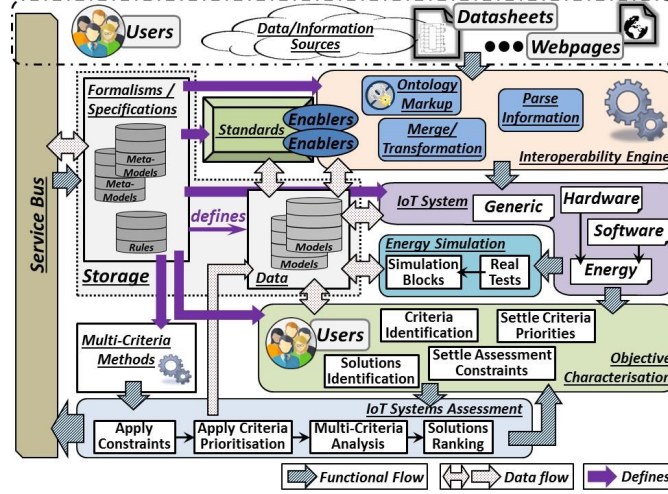 Users
Data/Information
Sources
Datasheets
Webpages
Formalisms /
Specifications
Meta-
Models
Meta-
Models
Rules
Storage
Standards
Enablers
Enablers
Ontology
Markup
Parse
Information
Merge/
Transformation
Interoperability Engine
Service Bus
defines
Models
Models
Data
IoT System
Generic
Hardware
Software
Energy
Energy Simulation
Simulation
Blocks
Real
Tests
Multi-Criteria
Methods
Users
Criteria
Identification
Settle Criteria
Priorities
Solutions
Identification
Settle Assessment
Constraints
Objective
Characterisation
IoT Systems Assessment
Apply
Constraints
Apply Criteria
Prioritisation
Multi-Criteria
Analysis
Solutions
Ranking
Functional Flow
Data flow
Defines